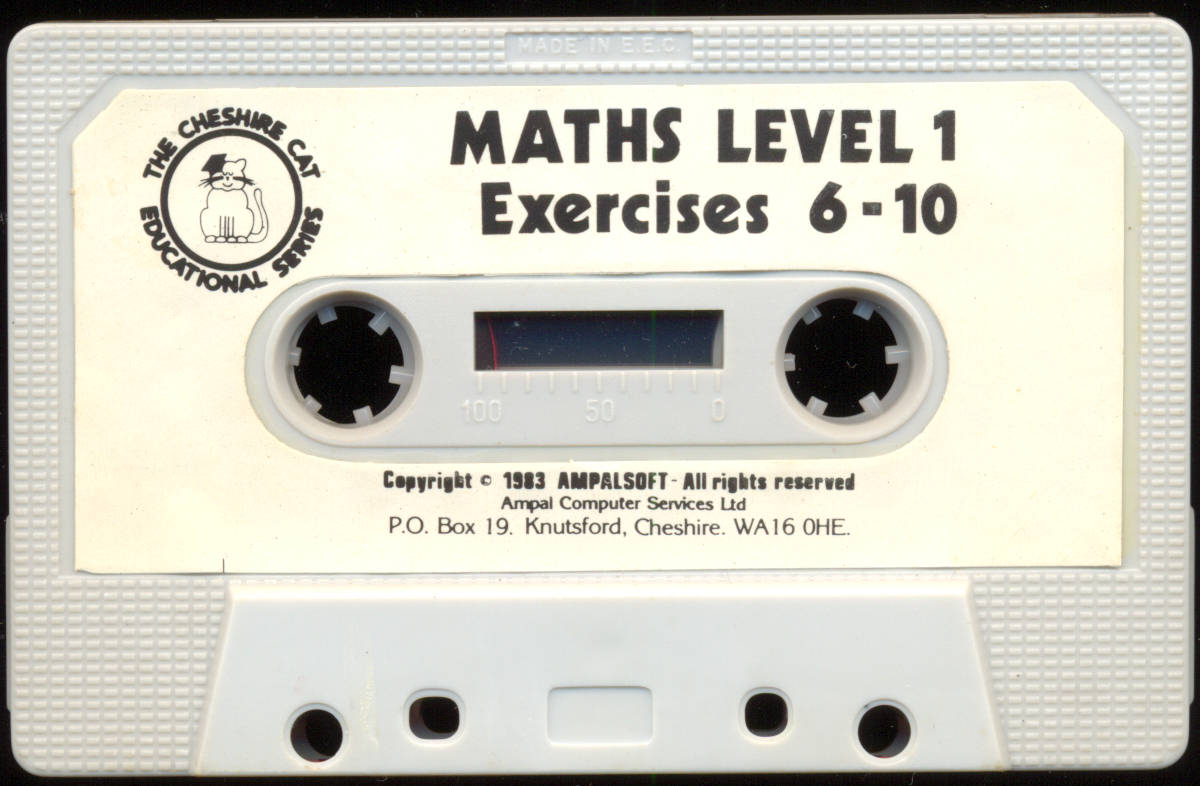 MADE IN E.E.C.
THE CHESHIRE CAT
EDUCATIONAL SERIES
MATHS LEVEL 1
Exercises 6-10
100 50 0
Copyright © 1983 AMPALSOFT - All rights reserved
Ampal Computer Services Ltd
P.O. Box 19. Knutsford, Cheshire. WA16 0HE.